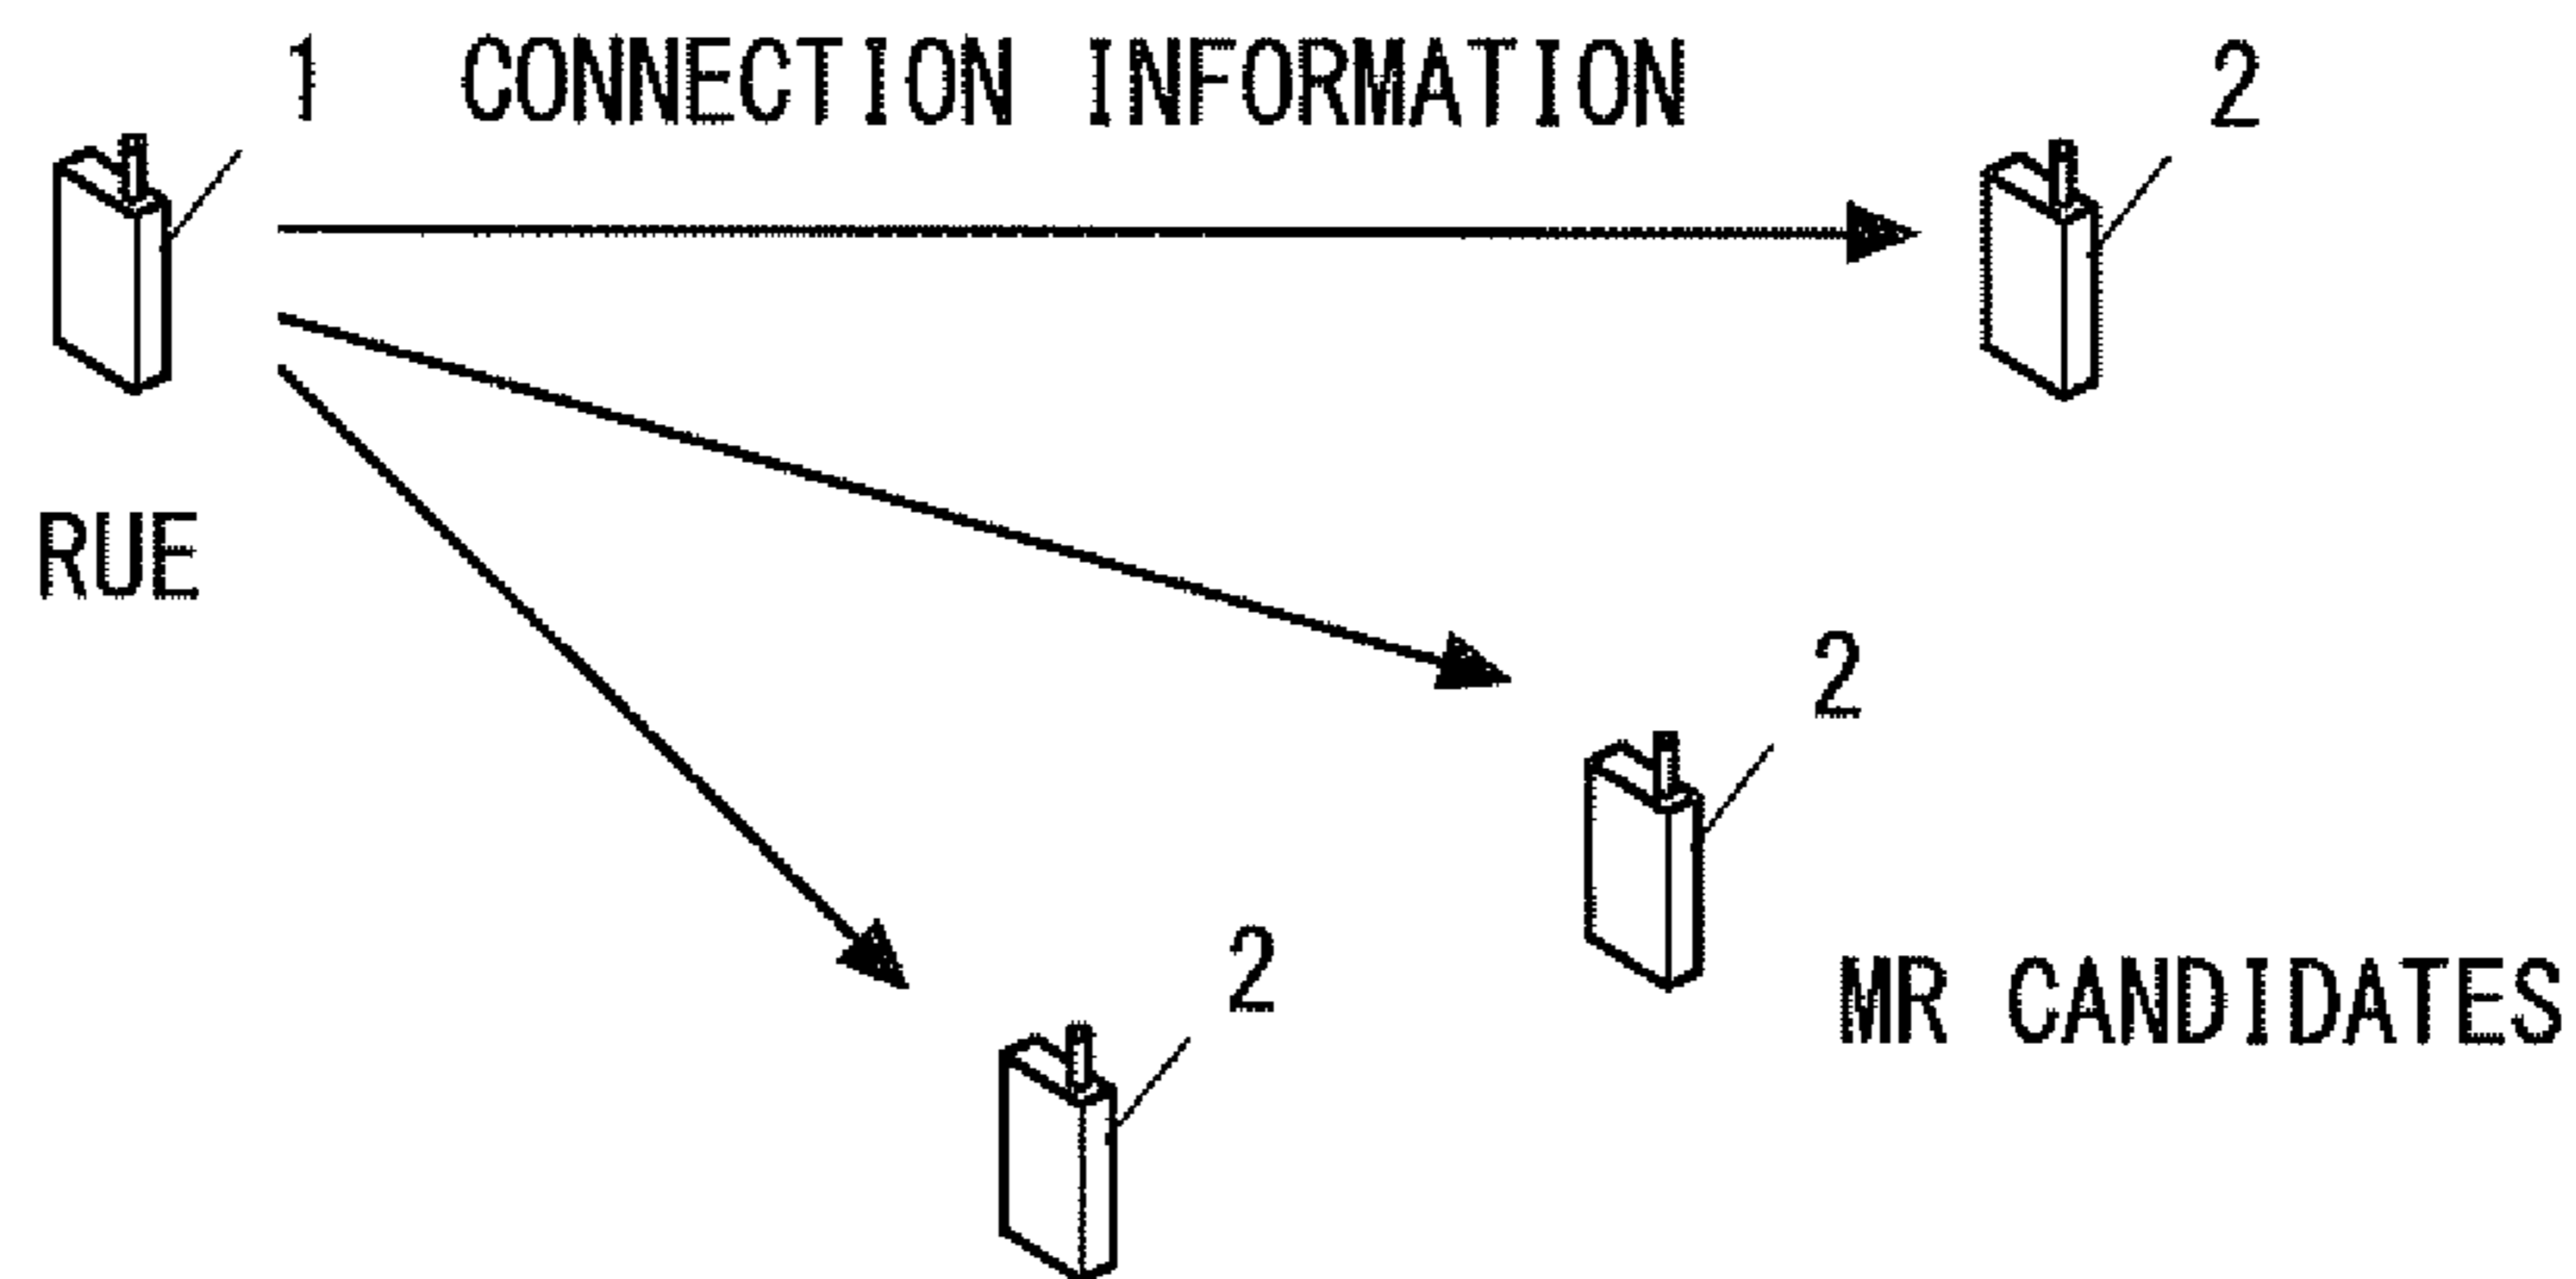 1 CONNECTION INFORMATION 2
RUE
2
2
MR CANDIDATES